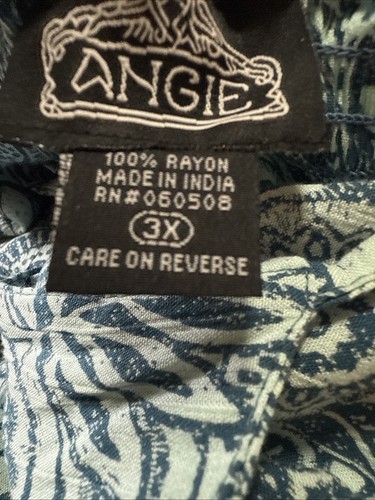 ANGIE
100% RAYON
MADE IN INDIA
RN#060508
3X
CARE ON REVERSE